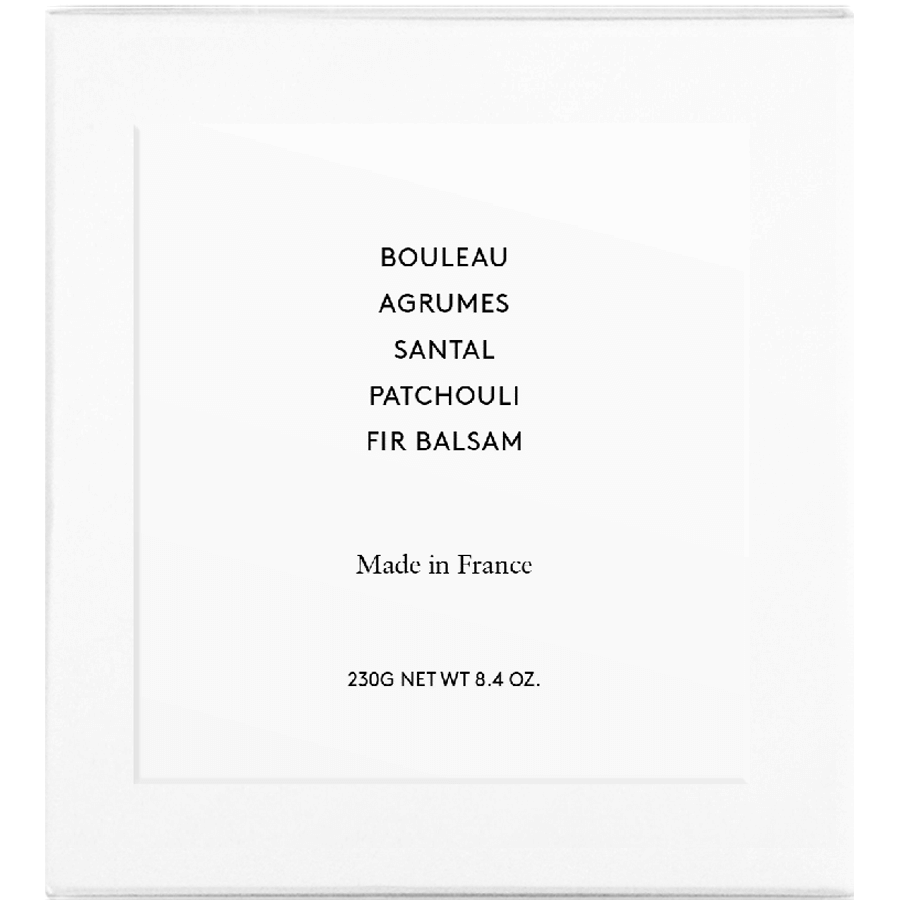 BOULEAU
AGRUMES
SANTAL
PATCHOULI
FIR BALSAM
Made in France
230G NET WT 8.4 OZ.